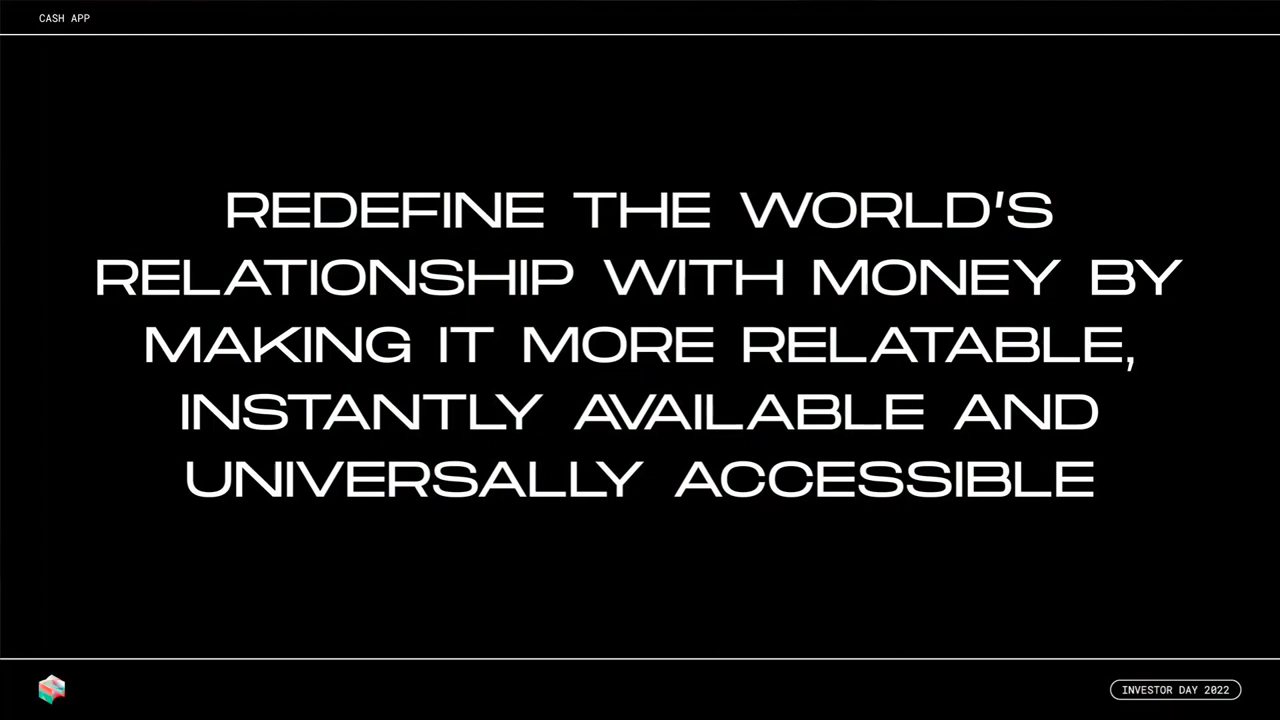 CASH APP
REDEFINE THE WORLD'S
RELATIONSHIP WITH MONEY BY
MAKING IT MORE RELATABLE,
INSTANTLY AVAILABLE AND
UNIVERSALLY ACCESSIBLE
INVESTOR DAY 2022